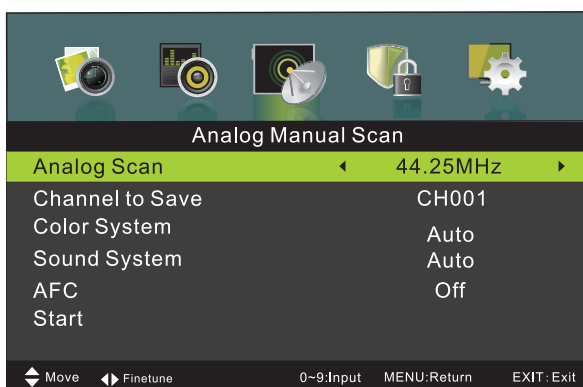 Analog Manual Scan
Analog Scan 44.25MHz
Channel to Save CH001
Color System Auto
Sound System Auto
AFC Off
Start
Move Finetune 0~9:Input MENU:Return EXIT:Exit